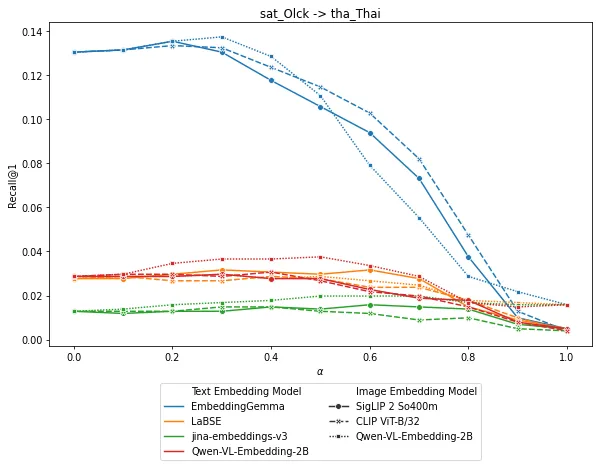 sat_Olck -> tha_Thai
0.14
0.12
0.10
0.08
0.06
0.04
0.02
0.00
Recall@1
0.0 0.2 0.4 0.6 0.8 1.0
α
Text Embedding Model
EmbeddingGemma
LaBSE
jina-embeddings-v3
Qwen-VL-Embedding-2B
Image Embedding Model
SigLIP 2 So400m
CLIP ViT-B/32
Qwen-VL-Embedding-2B